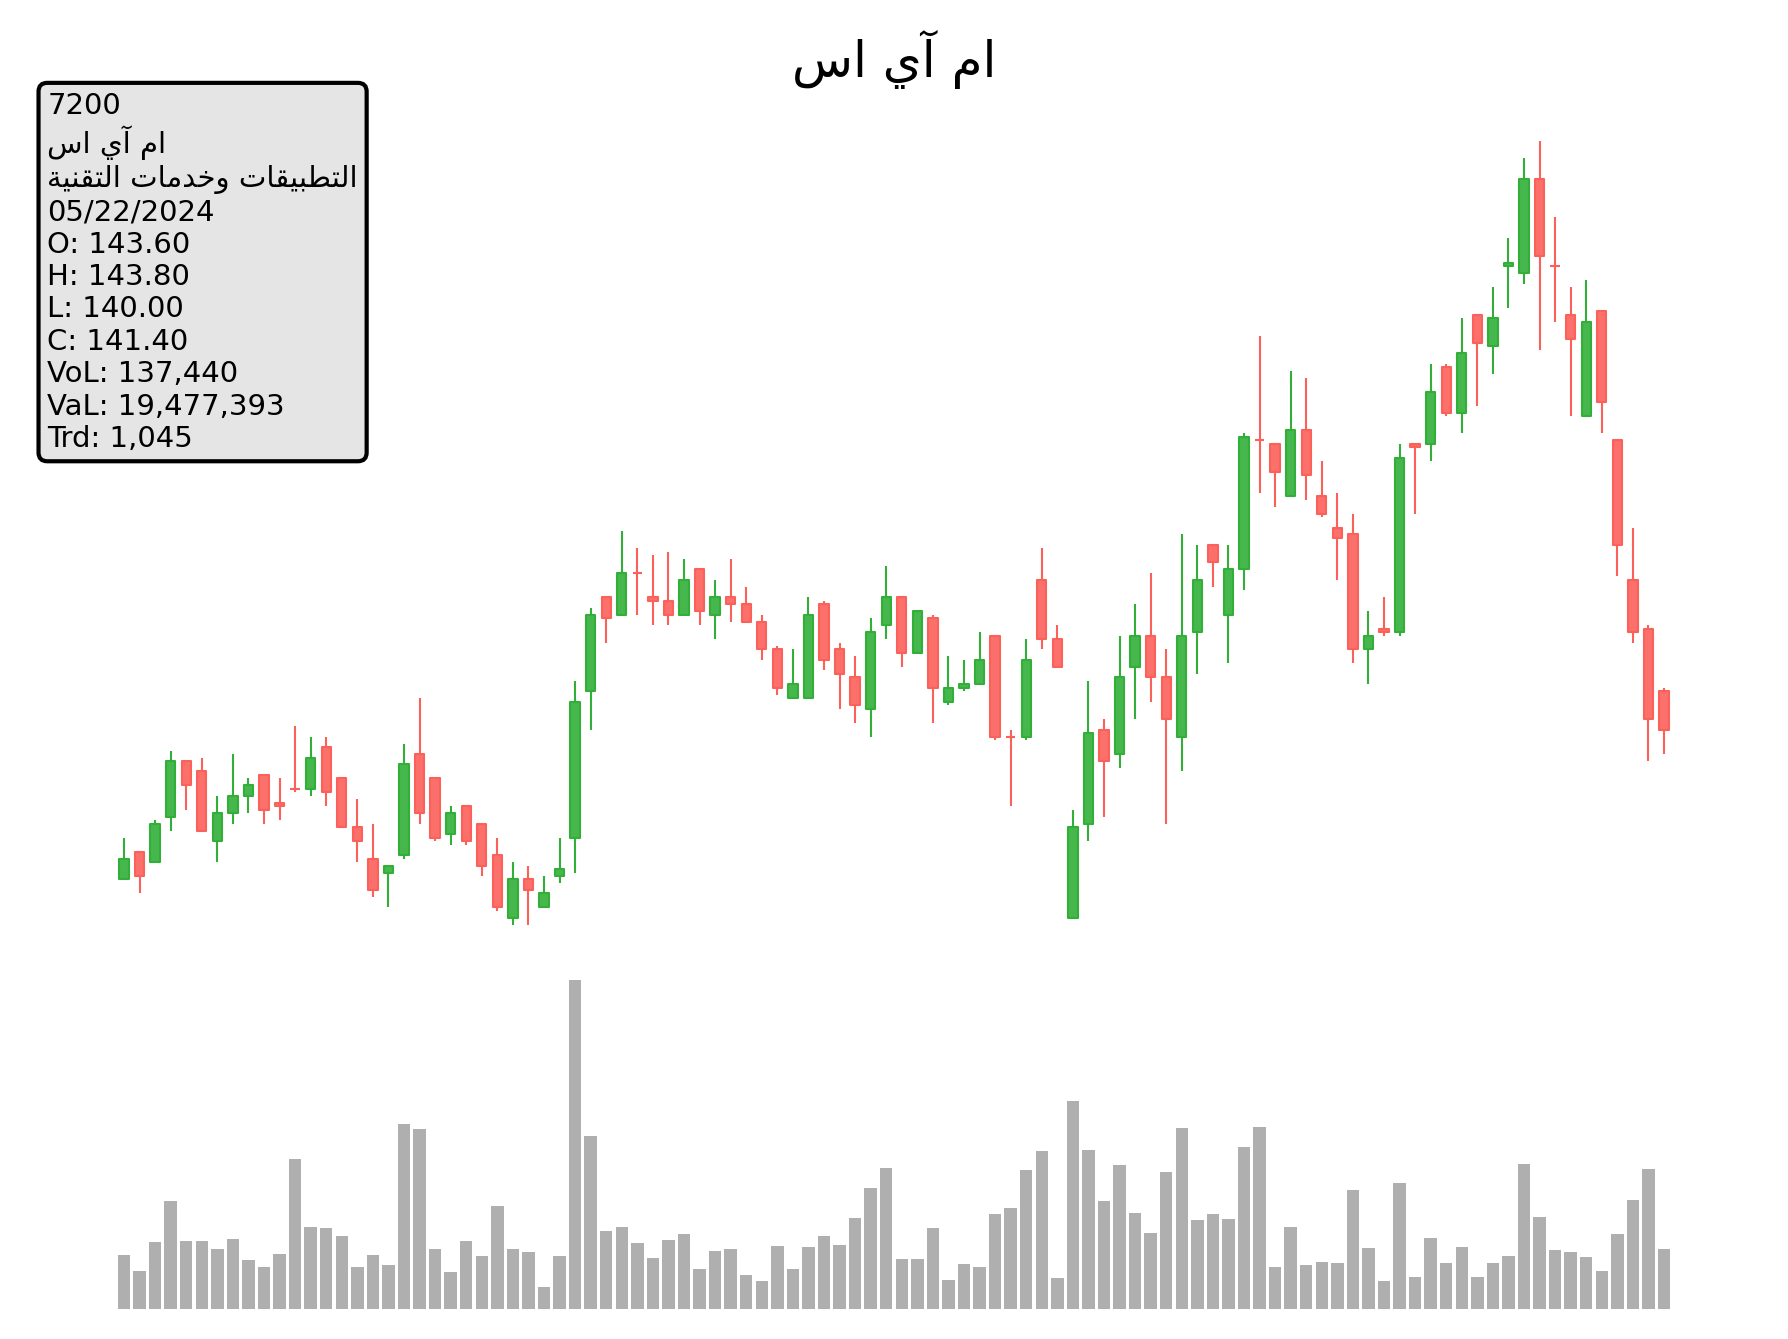 ام آي اس
7200
ام آي اس
التطبيقات وخدمات التقنية
05/22/2024
O: 143.60
H: 143.80
L: 140.00
C: 141.40
VoL: 137,440
VaL: 19,477,393
Trd: 1,045